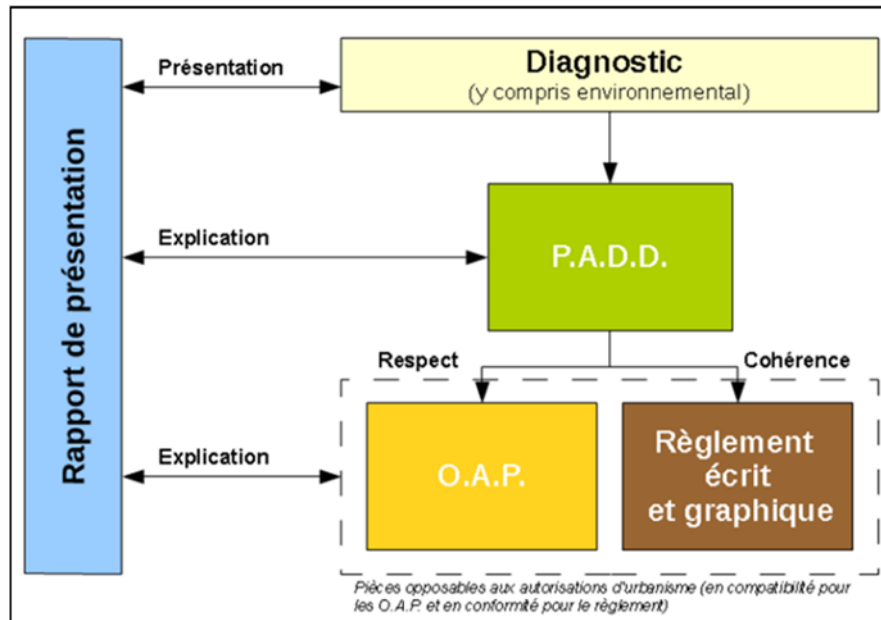 Rapport de présentation
Présentation
Diagnostic
(y compris environnemental)
Explication
P.A.D.D.
Respect
Cohérence
Explication
O.A.P.
Règlement
écrit
et graphique
Pièces opposables aux autorisations d'urbanisme (en compatibilité pour
les O.A.P. et en conformité pour le règlement)